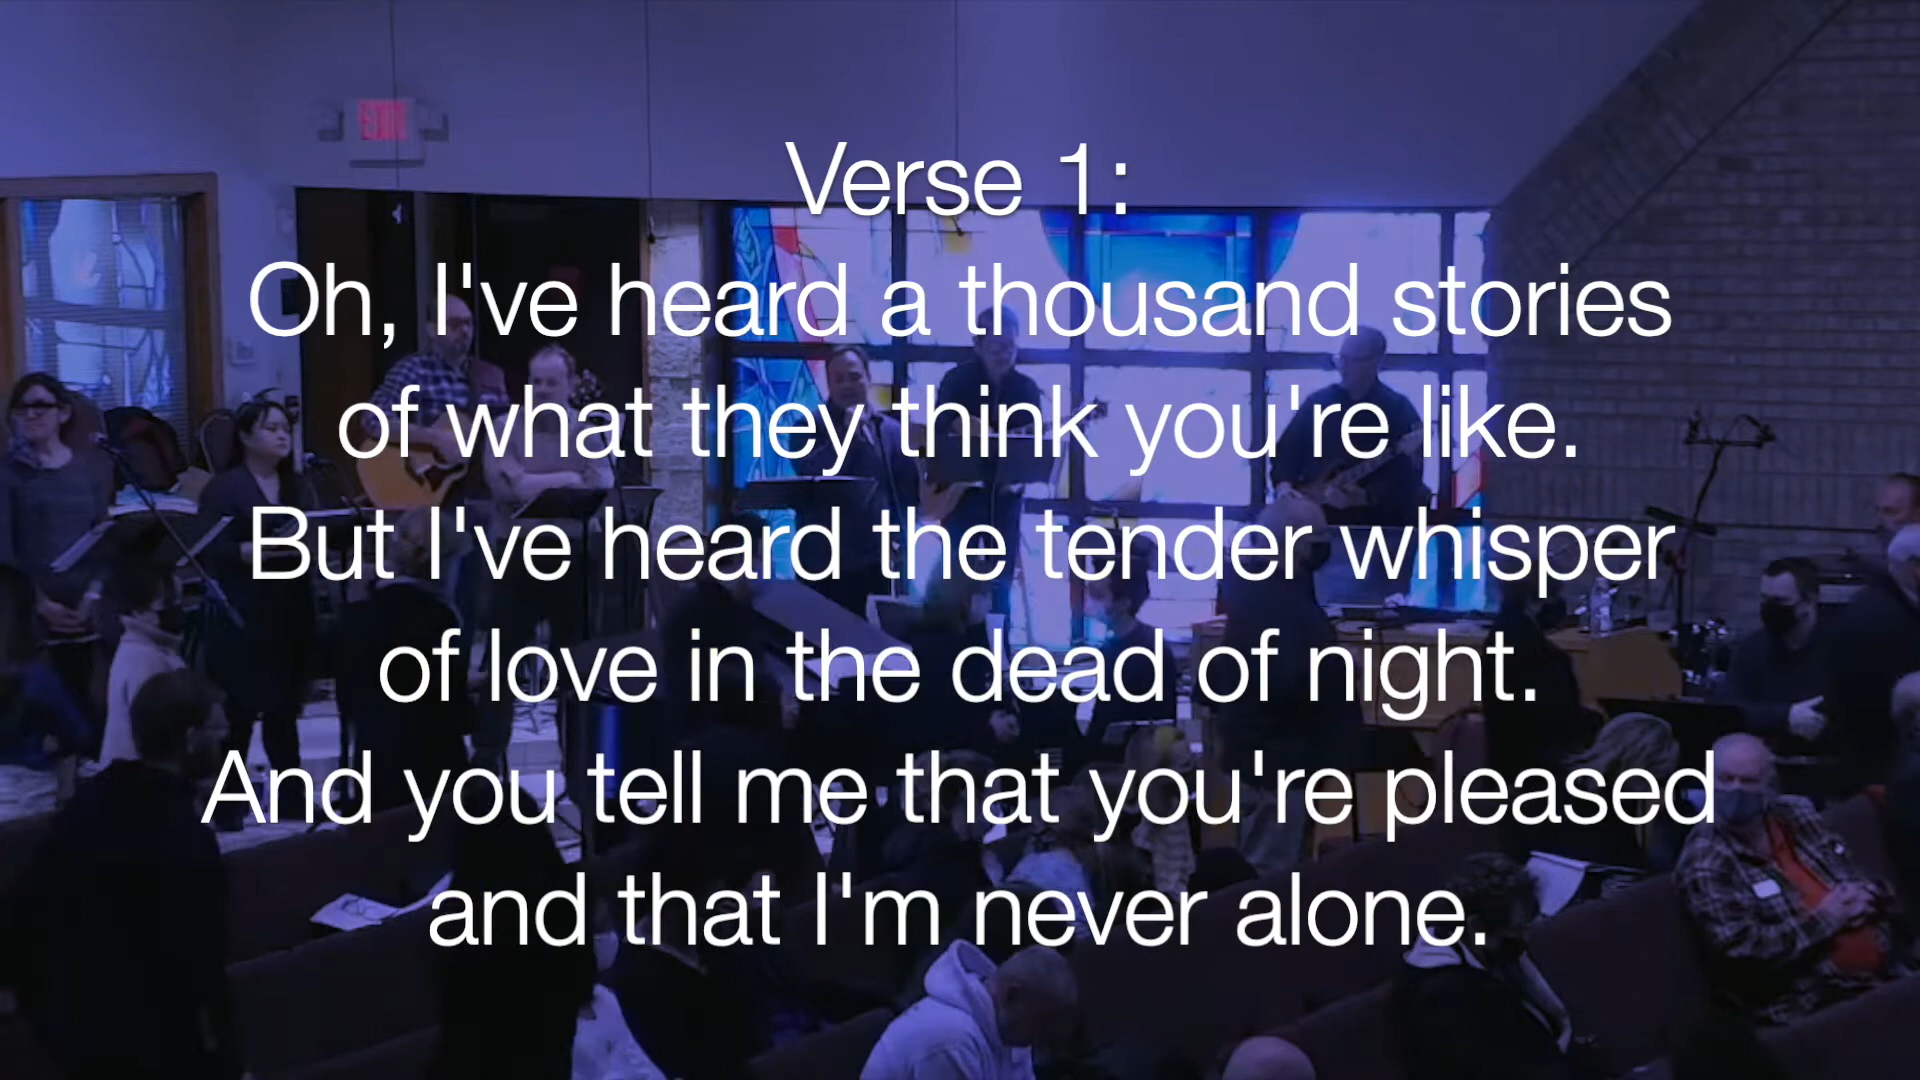 EXIT
Verse 1:
Oh, I've heard a thousand stories
of what they think you're like.
But I've heard the tender whisper
of love in the dead of night.
And you tell me that you're pleased
and that I'm never alone.